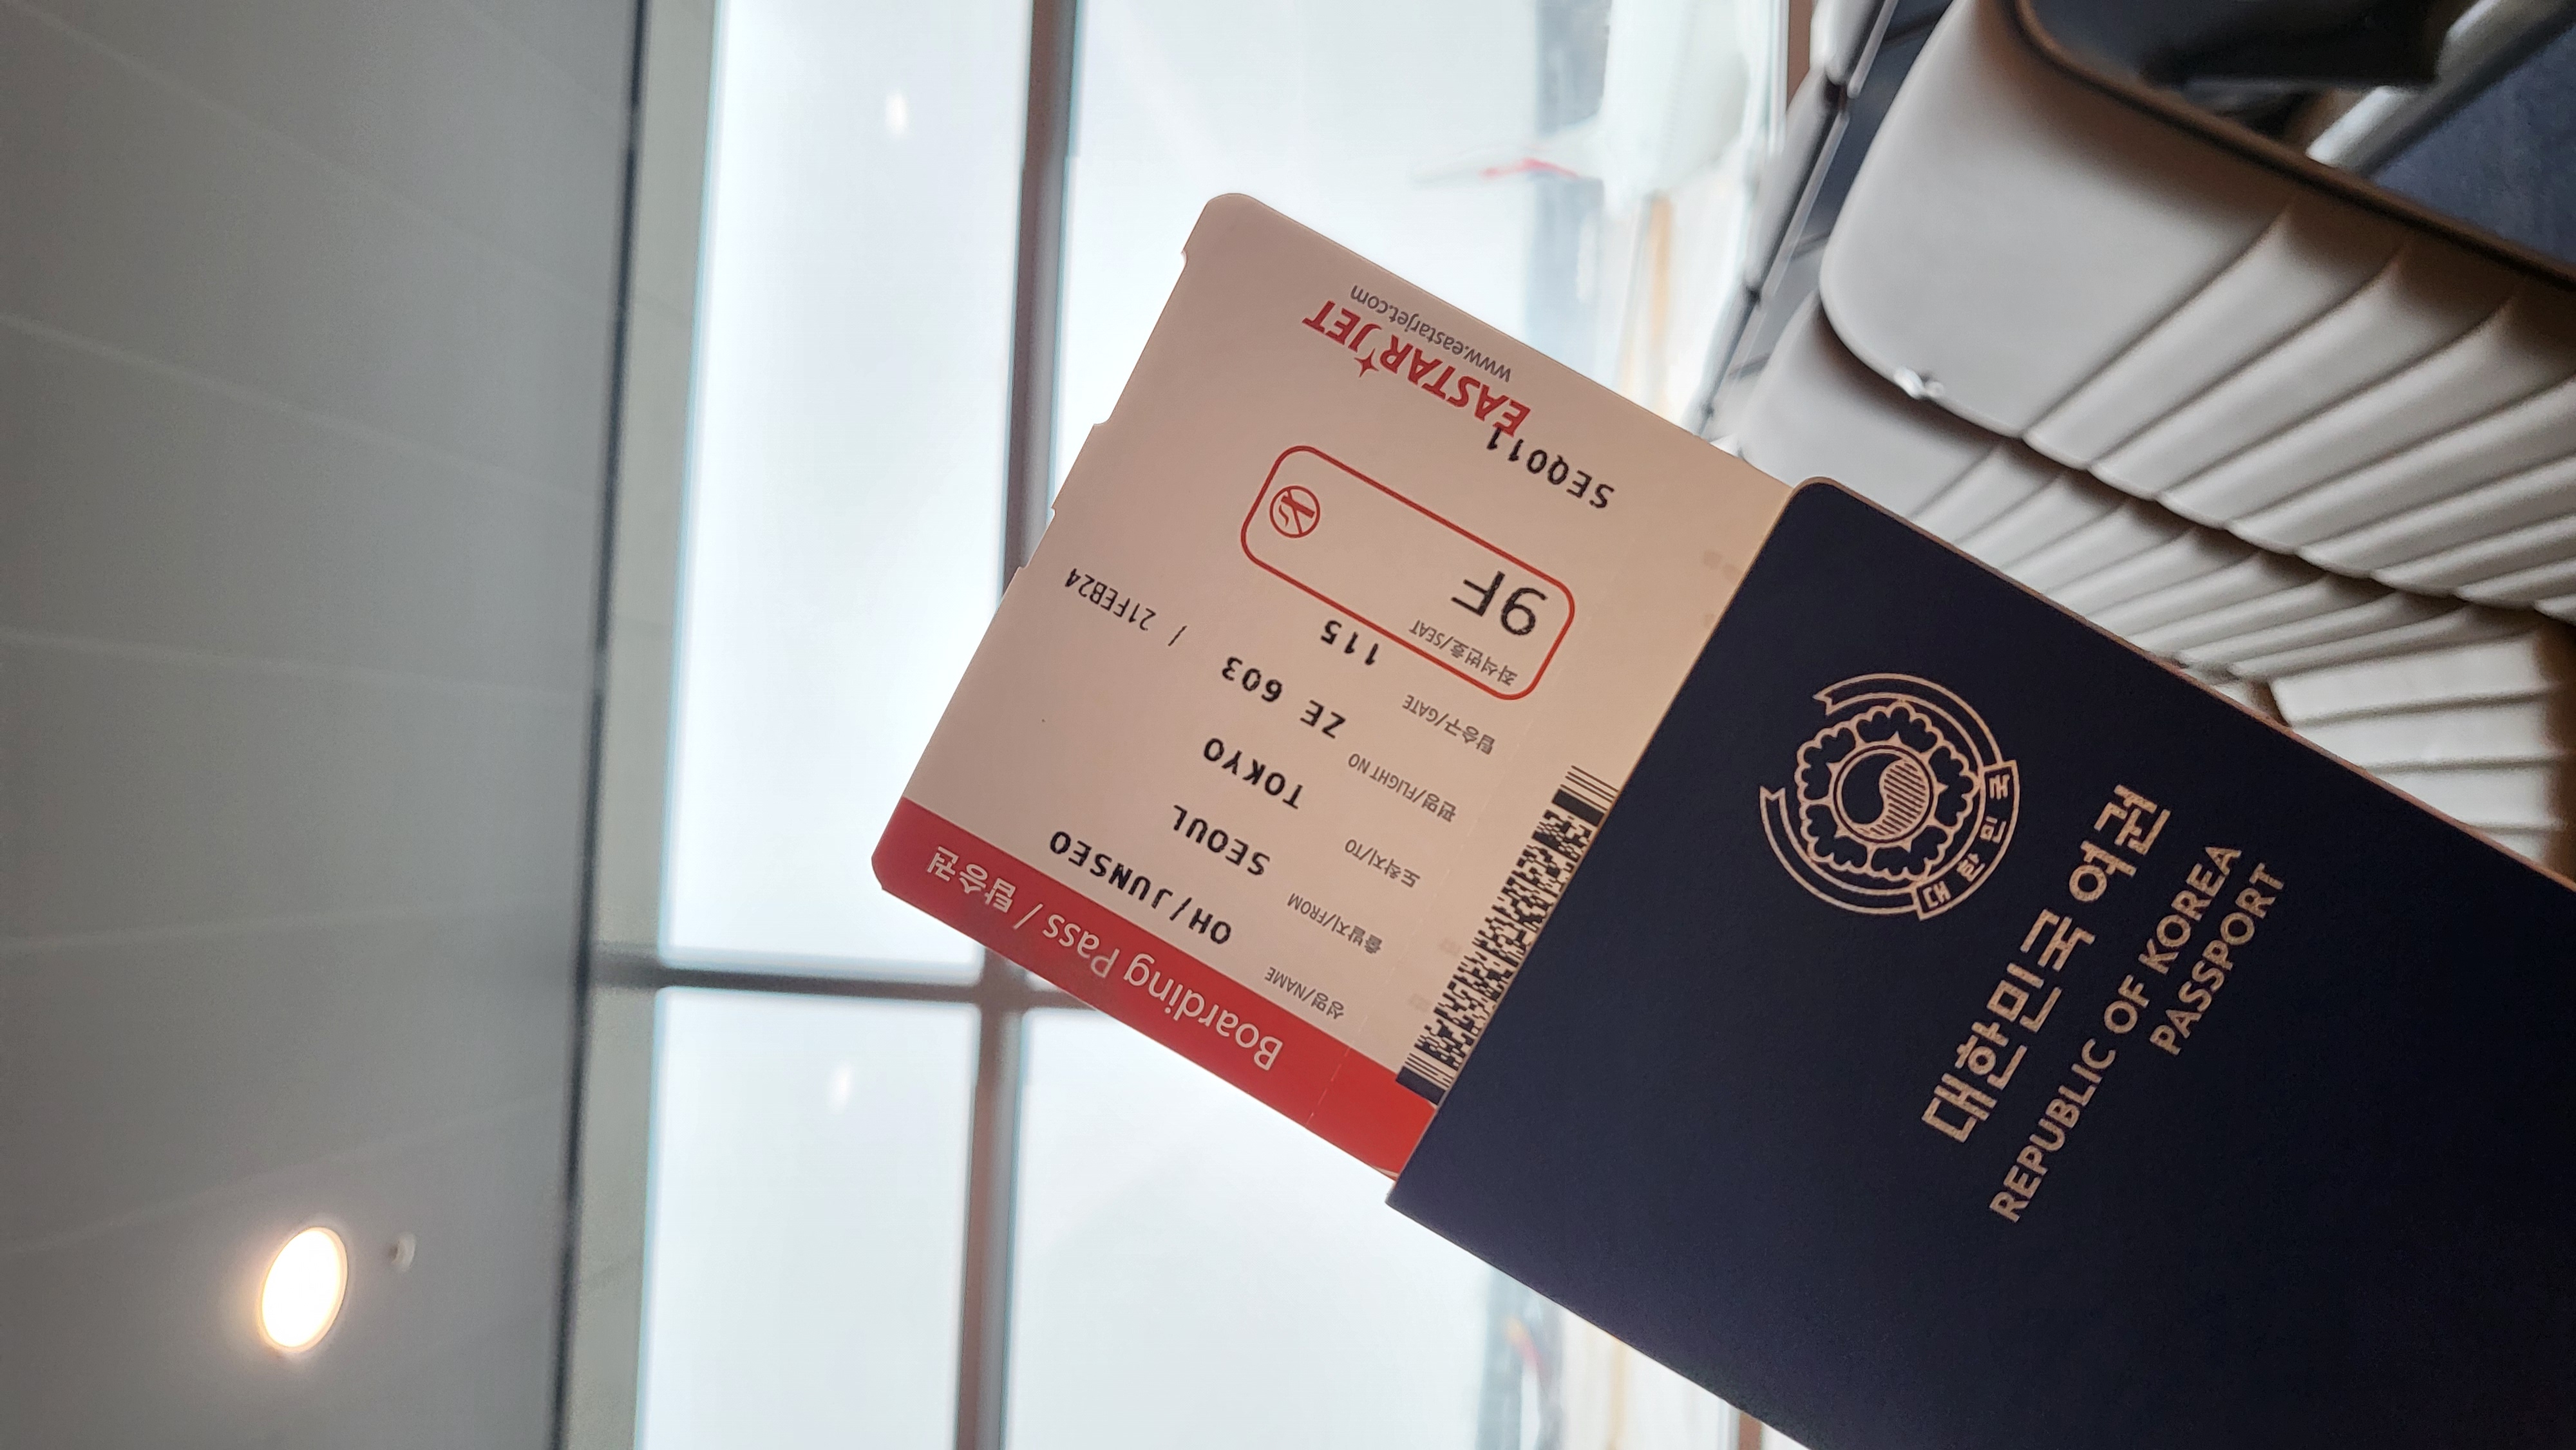 Boarding Pass / 탑승권
성명/NAME OH/JUNSEO
출발지/FROM SEOUL
도착지/TO TOKYO
편명/FLIGHT NO ZE 603 / 21FEB24
탑승구/GATE 115
좌석번호/SEAT
9F
SEQ011
EASTAR JET
www.eastarjet.com
대한민국
대한민국 여권
REPUBLIC OF KOREA
PASSPORT